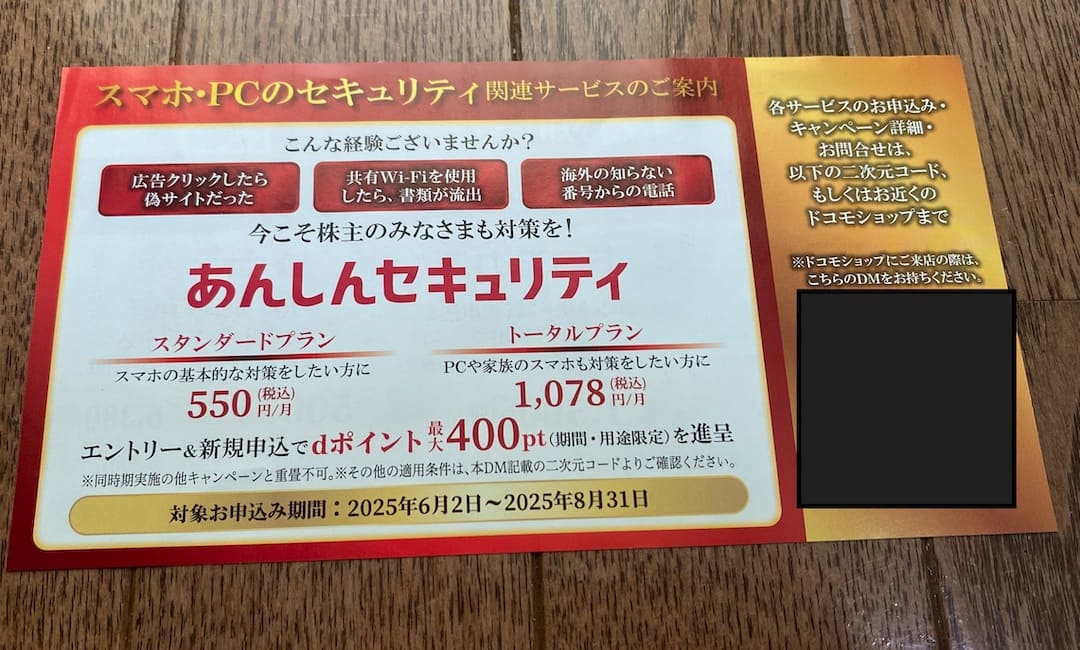 スマホ・PCのセキュリティ関連サービスのご案内
こんな経験ございませんか?
広告クリックしたら
偽サイトだった
共有Wi-Fiを使用
したら、書類が流出
海外の知らない
番号からの電話
今こそ株主のみなさまも対策を!
あんしんセキュリティ
スタンダードプラン
スマホの基本的な対策をしたい方に
550(税込)円/月
トータルプラン
PCや家族のスマホも対策をしたい方に
1,078(税込)円/月
エントリー&新規申込でdポイント最大400pt(期間・用途限定)を進呈
※同時期実施の他キャンペーンと重畳不可。※その他の適用条件は、本DM記載の二次元コードよりご確認ください。
対象お申込み期間:2025年6月2日~2025年8月31日
各サービスのお申込み・
キャンペーン詳細・
お問合せは、
以下の二次元コード、
もしくはお近くの
ドコモショップまで
※ドコモショップにご来店の際は、
こちらのDMをお持ちください。